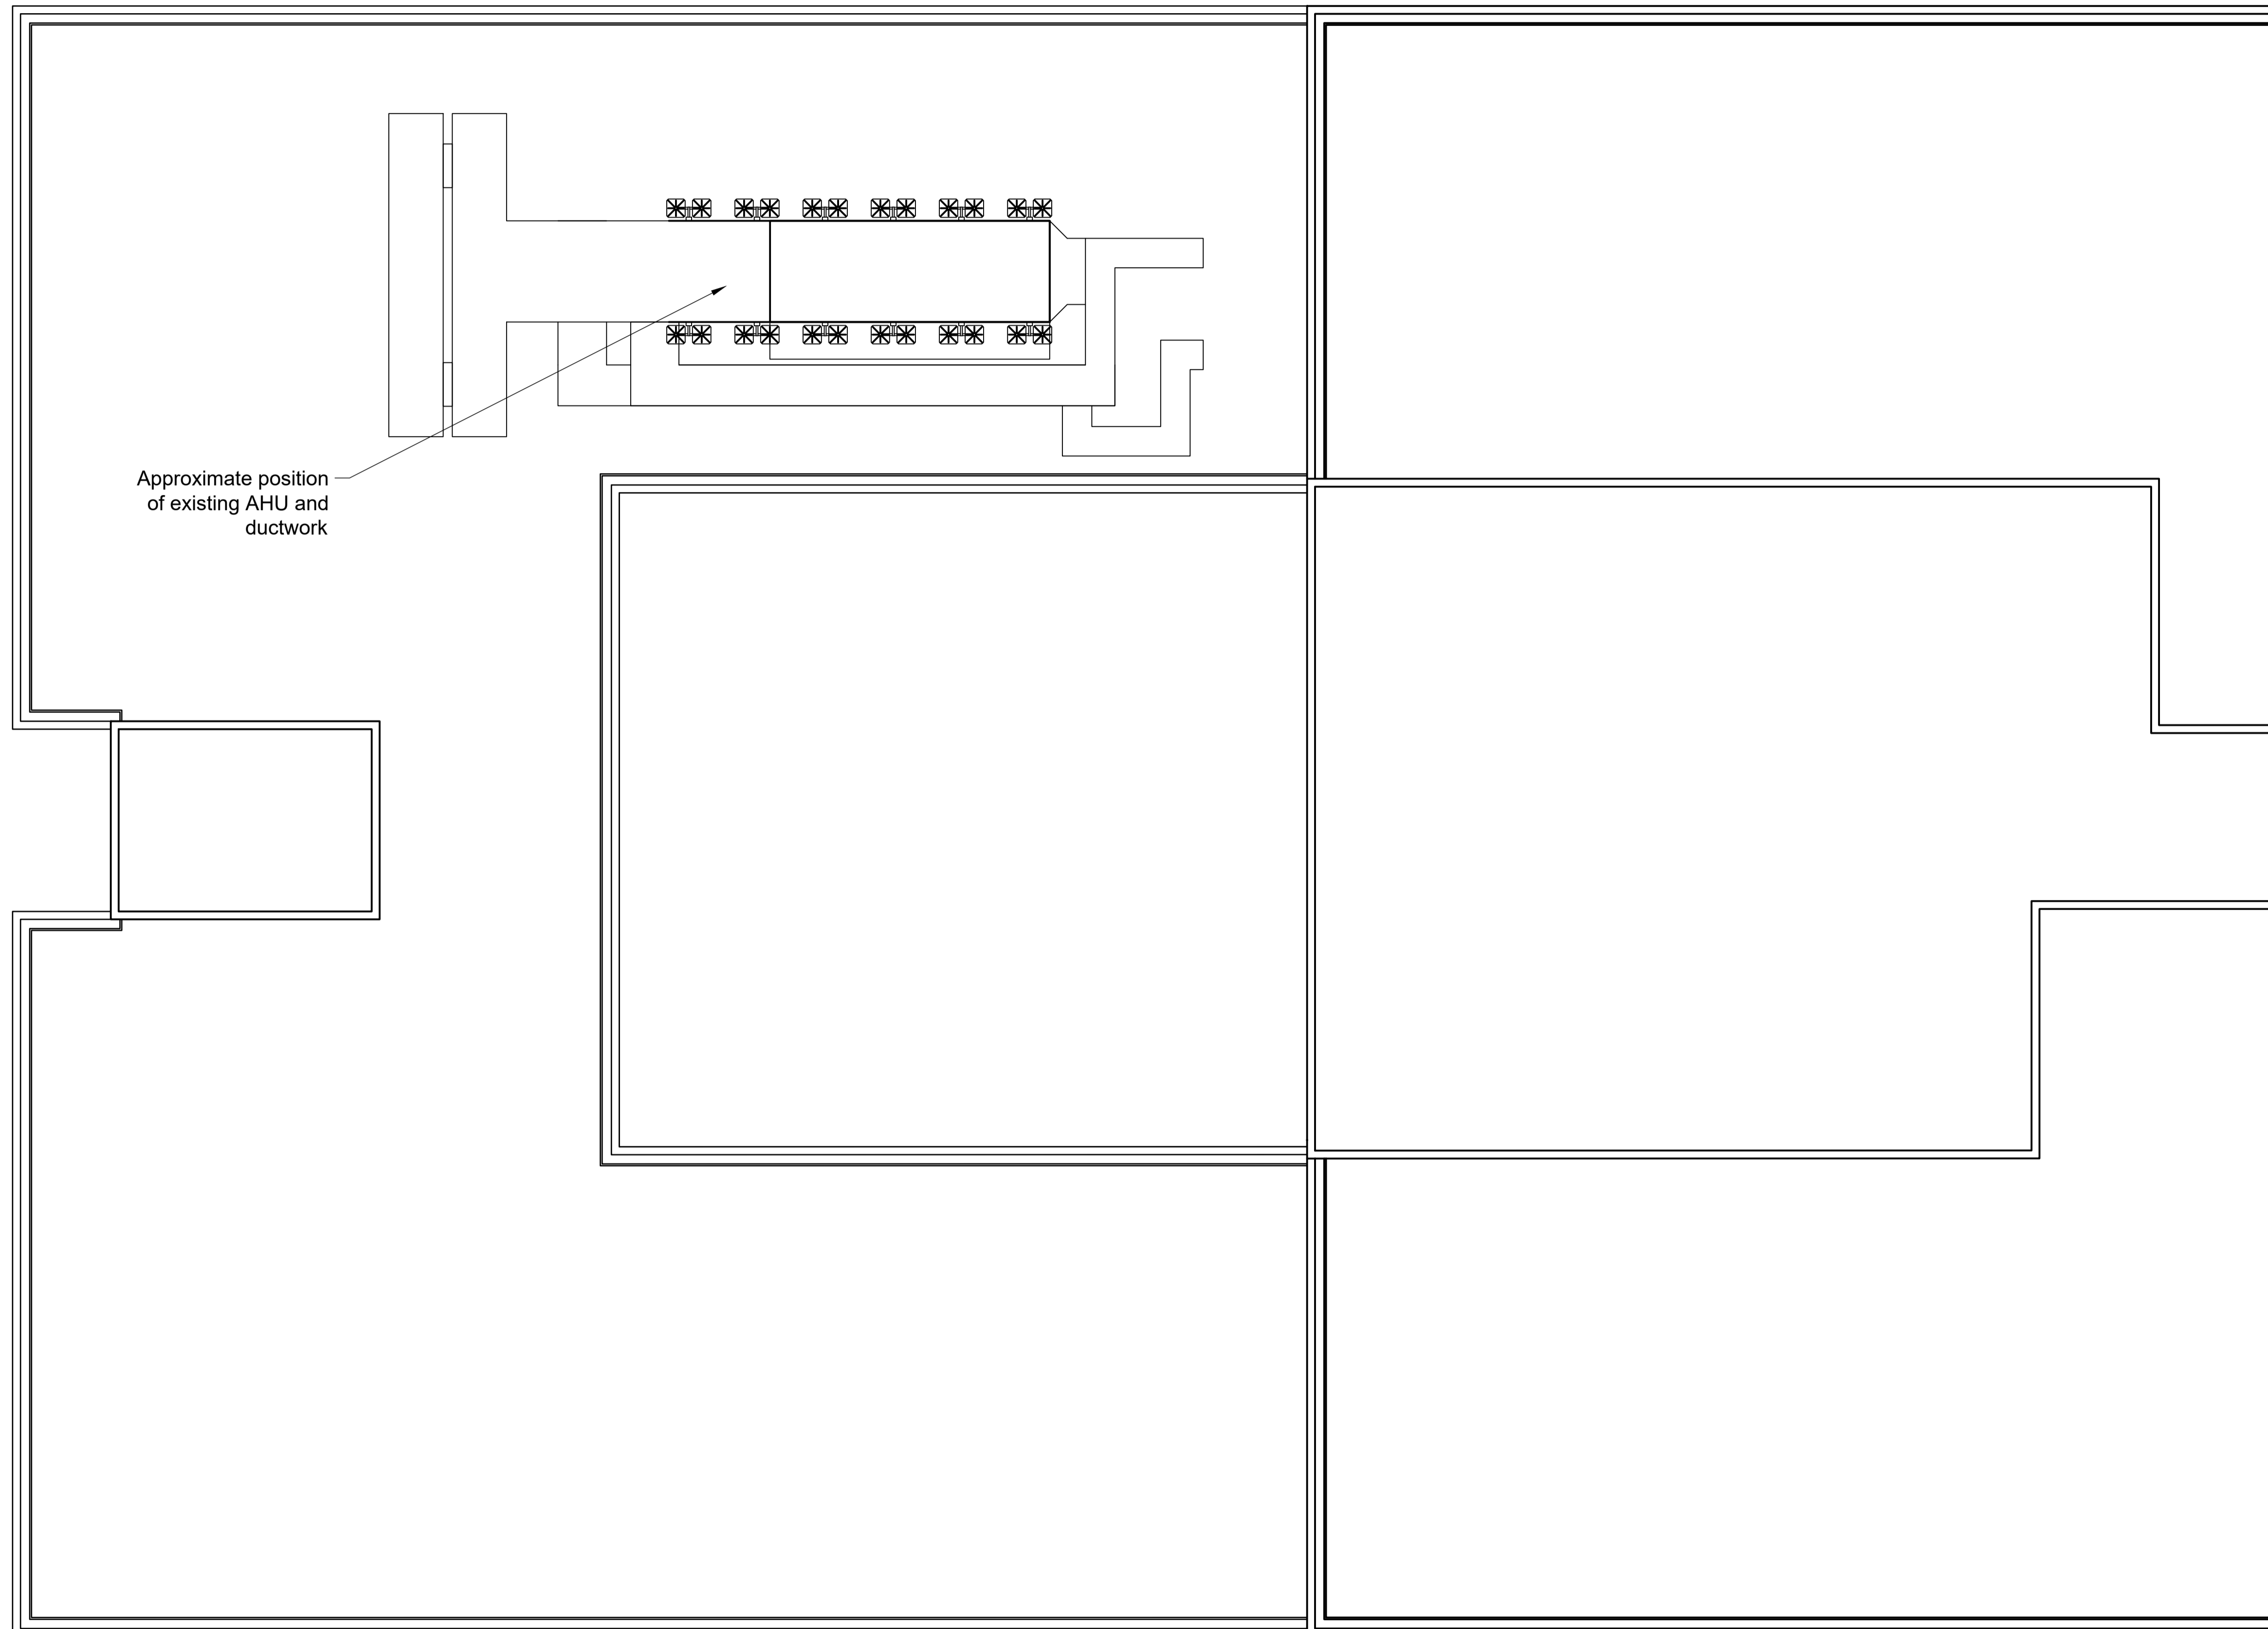 Approximate position
of existing AHU and
ductwork